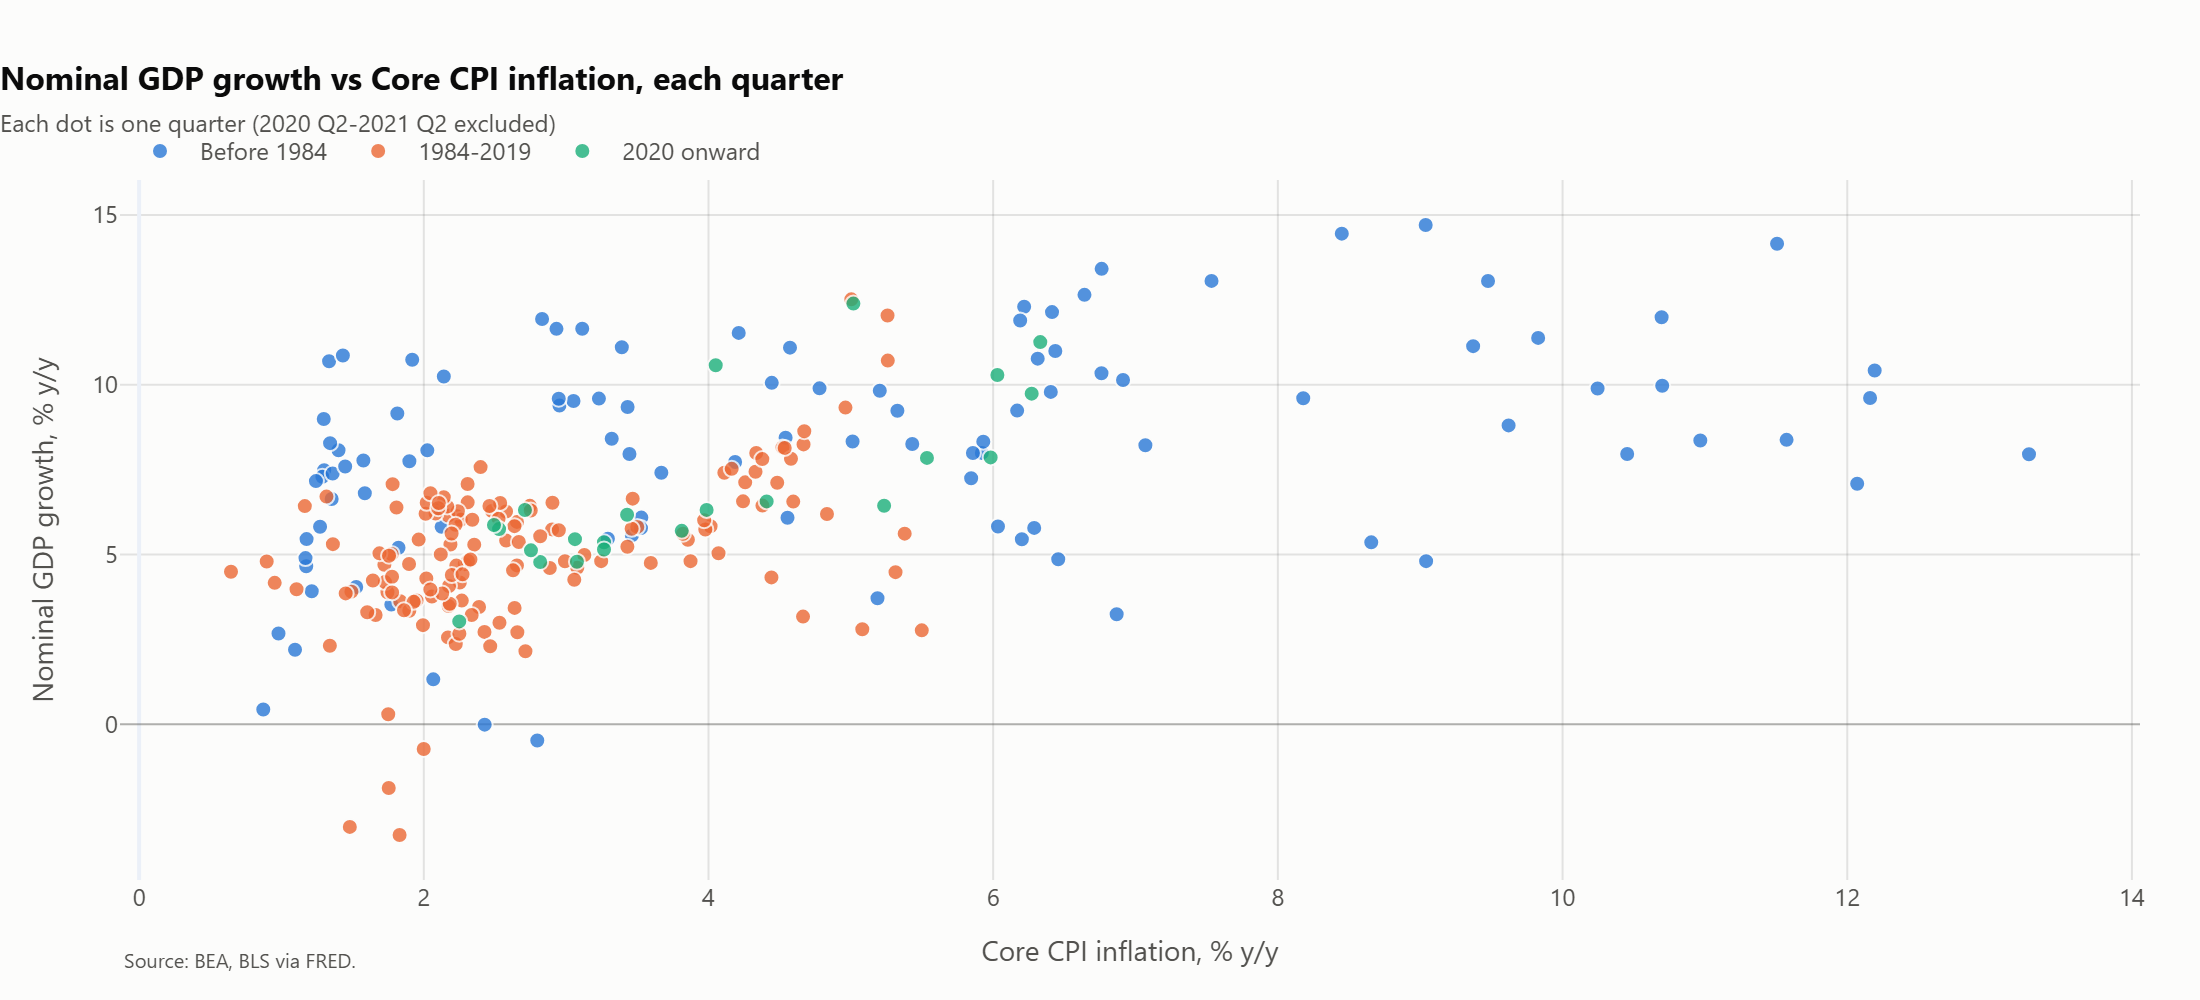 Nominal GDP growth vs Core CPI inflation, each quarter
Each dot is one quarter (2020 Q2-2021 Q2 excluded)
Before 1984 1984-2019 2020 onward
Nominal GDP growth, % y/y
15
10
5
0
0 2 4 6 8 10 12 14
Core CPI inflation, % y/y
Source: BEA, BLS via FRED.